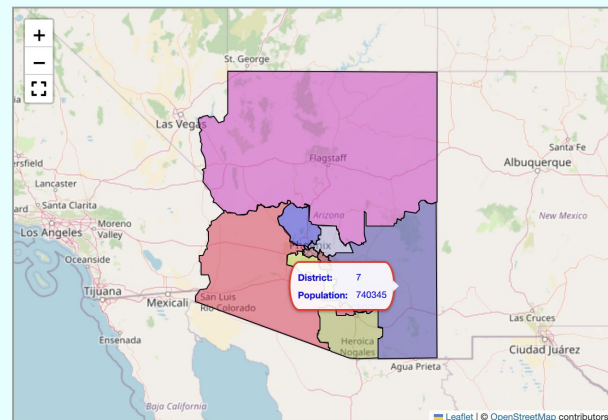 +
−
St. George
Las Vegas
Flagstaff
Santa Fe
Albuquerque
ersfield
Lancaster
Santa Clarita
ard
Los Angeles
Moreno
Valley
Arizona
New Mexico
Oceanside
District: 7
Population: 740345
Tijuana
Mexicali
San Luis
Río Colorado
Las Cruces
Ensenada
Heroica
Nogales
Ciudad Juárez
Agua Prieta
Baja California
Leaflet | © OpenStreetMap contributors